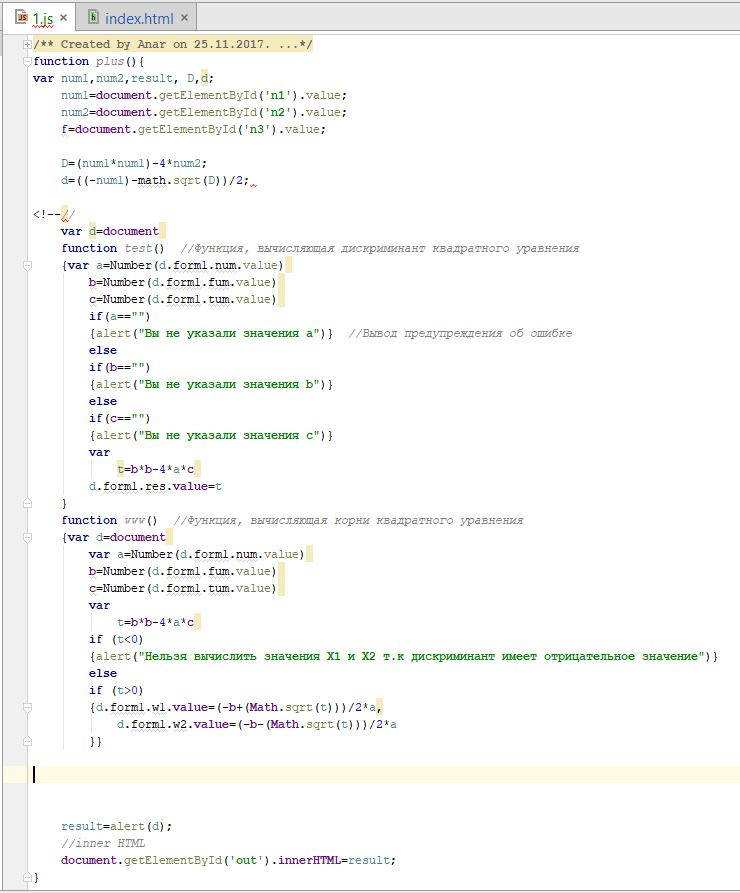 1.js × index.html ×
/** Created by Anar on 25.11.2017. ...*/
function plus(){
var num1,num2,result, D,d;
    num1=document.getElementById('n1').value;
    num2=document.getElementById('n2').value;
    f=document.getElementById('n3').value;
    D=(num1*num1)-4*num2;
    d=((-num1)-math.sqrt(D))/2;
<!--//
    var d=document
    function test()  //Функция, вычисляющая дискриминант квадратного уравнения
    {var a=Number(d.form1.num.value)
        b=Number(d.form1.fum.value)
        c=Number(d.form1.tum.value)
        if(a=="")
        {alert("Вы не указали значения a")}  //Вывод предупреждения об ошибке
        else
        if(b=="")
        {alert("Вы не указали значения b")}
        else
        if(c=="")
        {alert("Вы не указали значения c")}
        var
            t=b*b-4*a*c
        d.form1.res.value=t
    }
    function www()  //Функция, вычисляющая корни квадратного уравнения
    {var d=document
        var a=Number(d.form1.num.value)
        b=Number(d.form1.fum.value)
        c=Number(d.form1.tum.value)
        var
            t=b*b-4*a*c
        if (t<0)
        {alert("Нельзя вычислить значения X1 и X2 т.к дискриминант имеет отрицательное значение")}
        else
        if (t>0)
        {d.form1.w1.value=(-b+(Math.sqrt(t)))/2*a,
            d.form1.w2.value=(-b-(Math.sqrt(t)))/2*a
        }}
    result=alert(d);
    //inner HTML
    document.getElementById('out').innerHTML=result;
}